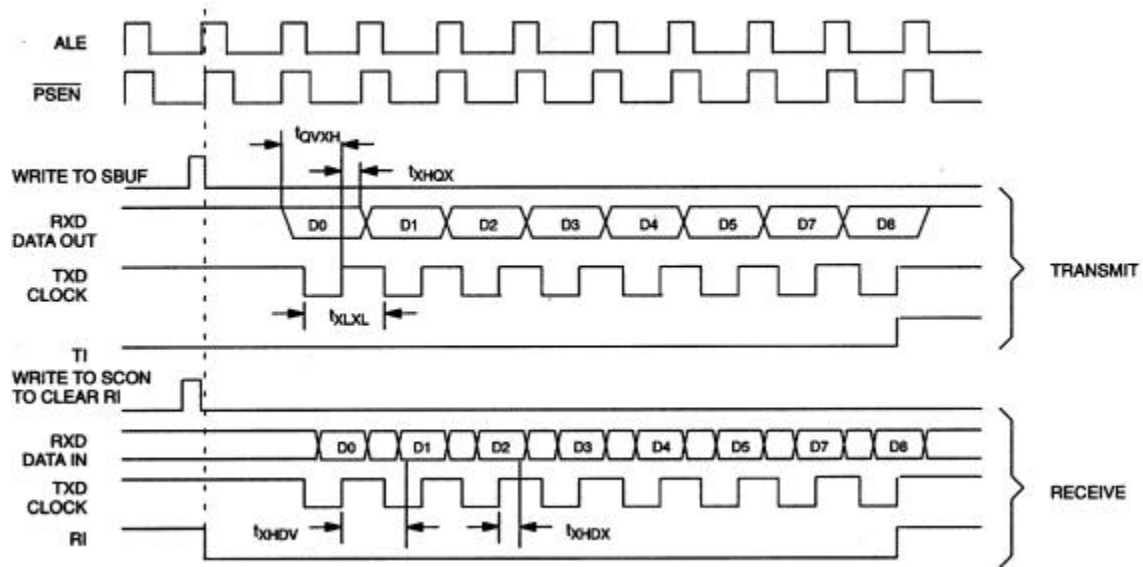 ALE
PSEN
tQVXH
tXHQX
WRITE TO SBUF
RXD
DATA OUT
D0 D1 D2 D3 D4 D5 D7 D8
TXD
CLOCK
TRANSMIT
tXLXL
TI
WRITE TO SCON
TO CLEAR RI
RXD
DATA IN
D0 D1 D2 D3 D4 D5 D7 D8
TXD
CLOCK
RECEIVE
tXHDV
tXHDX
RI